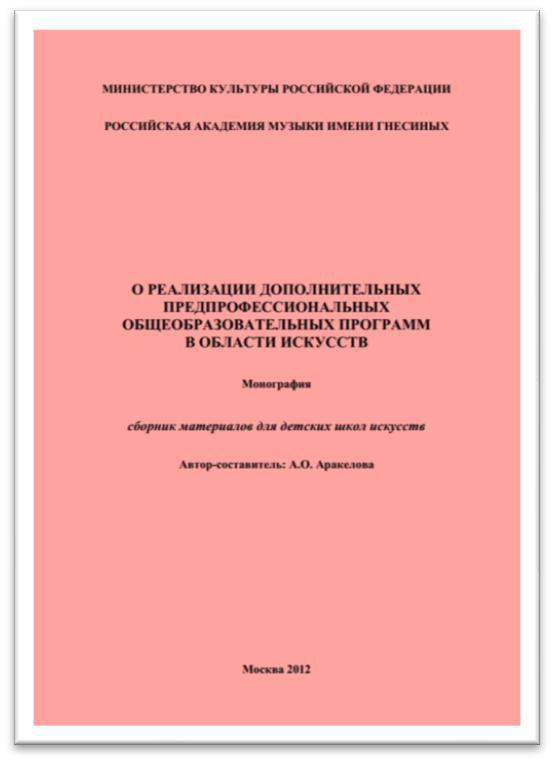 МИНИСТЕРСТВО КУЛЬТУРЫ РОССИЙСКОЙ ФЕДЕРАЦИИ
РОССИЙСКАЯ АКАДЕМИЯ МУЗЫКИ ИМЕНИ ГНЕСИНЫХ
О РЕАЛИЗАЦИИ ДОПОЛНИТЕЛЬНЫХ
ПРЕДПРОФЕССИОНАЛЬНЫХ
ОБЩЕОБРАЗОВАТЕЛЬНЫХ ПРОГРАММ
В ОБЛАСТИ ИСКУССТВ
Монография
сборник материалов для детских школ искусств
Автор-составитель: А.О. Аракелова
Москва 2012